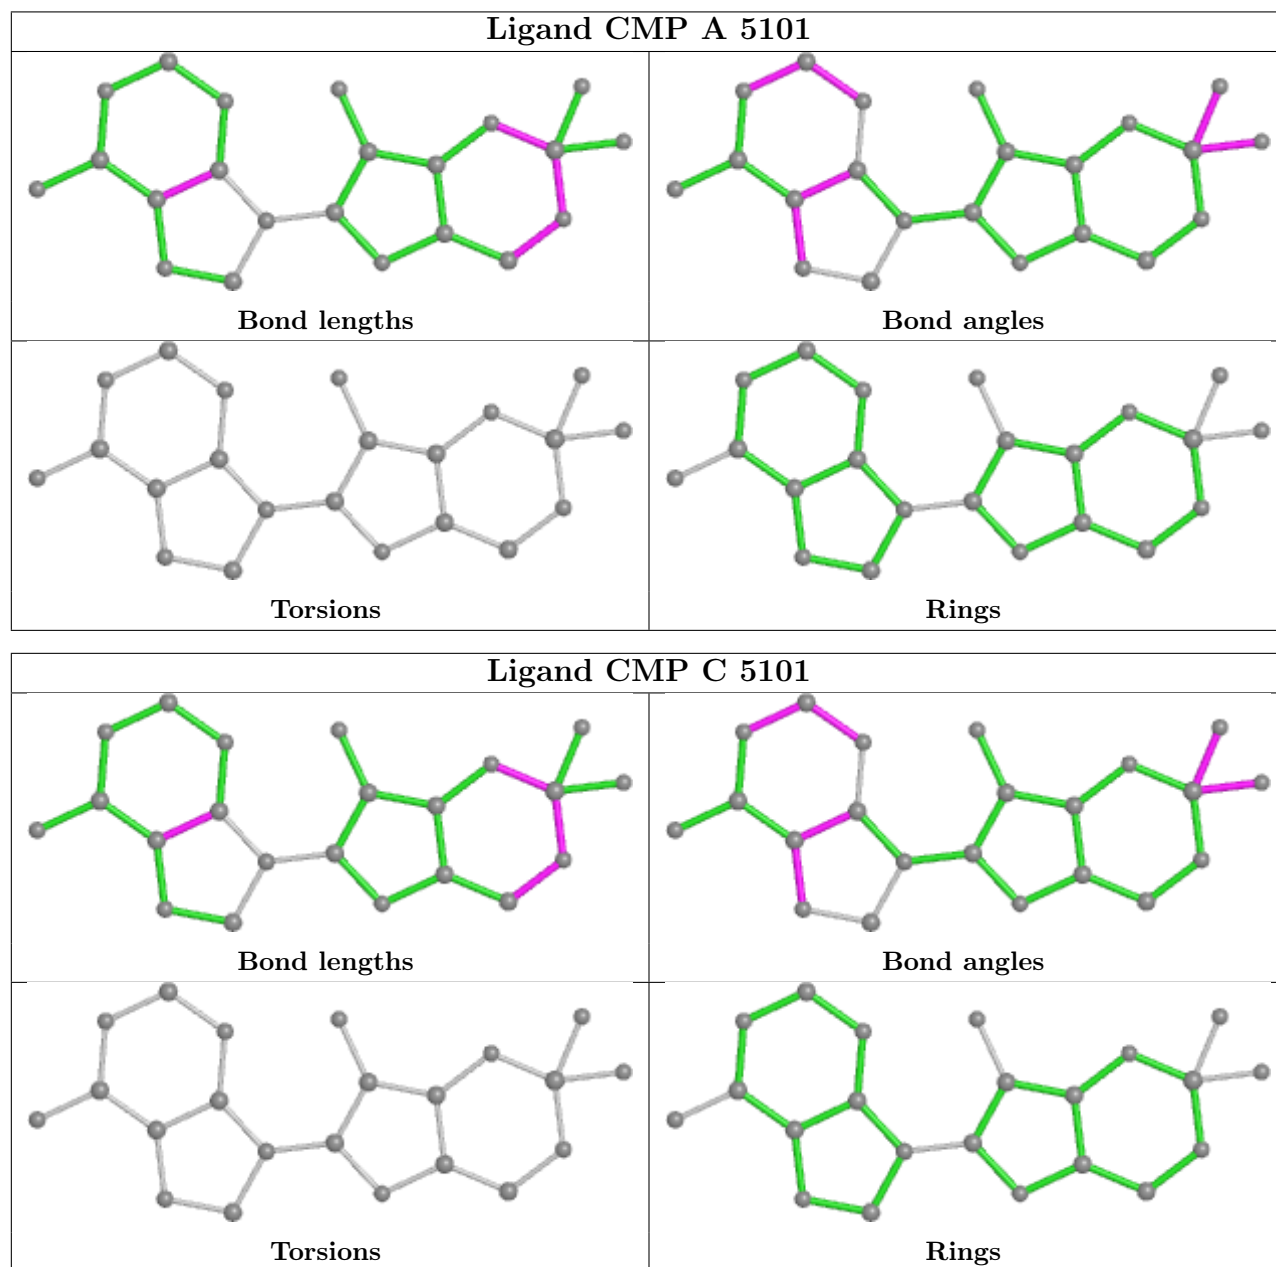 Ligand CMP A 5101
Bond lengths
Bond angles
Torsions
Rings
Ligand CMP C 5101
Bond lengths
Bond angles
Torsions
Rings